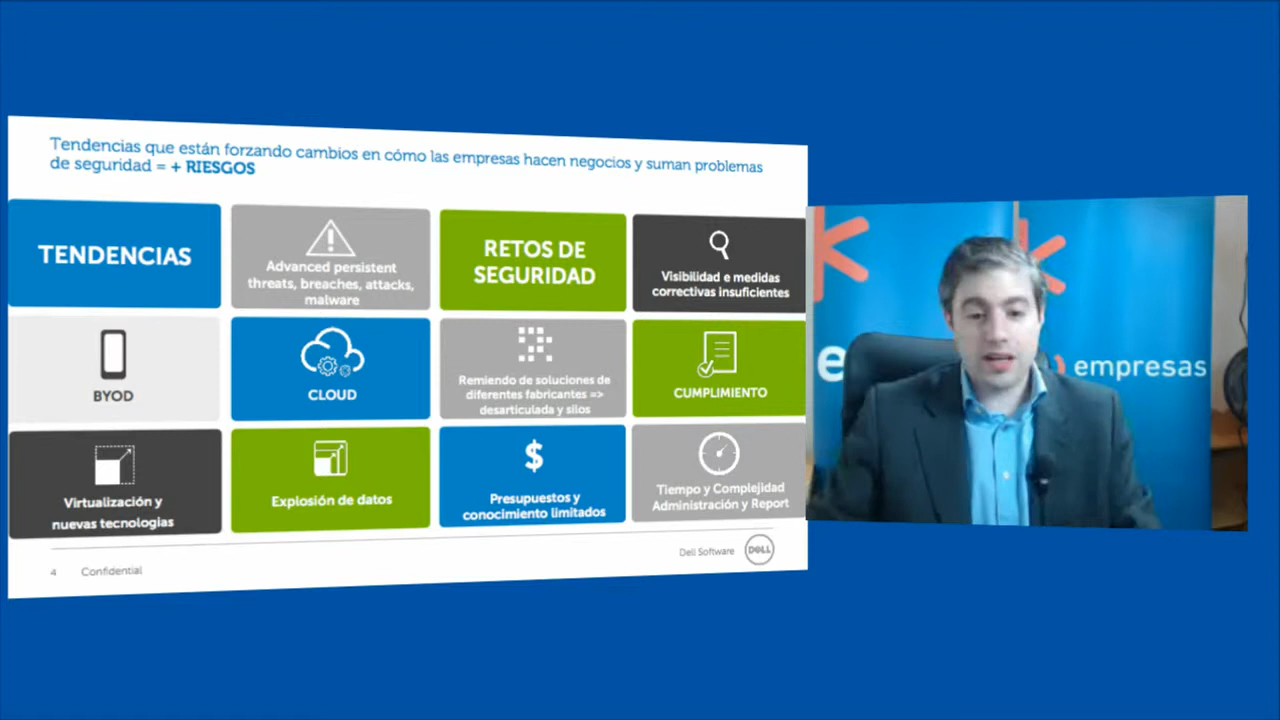 Tendencias que están forzando cambios en cómo las empresas hacen negocios y suman problemas
de seguridad = + RIESGOS
TENDENCIAS
Advanced persistent
threats, breaches, attacks,
malware
RETOS DE
SEGURIDAD
Visibilidad e medidas
correctivas insuficientes
BYOD
CLOUD
Remiendo de soluciones de
diferentes fabricantes =>
desarticulada y silos
CUMPLIMIENTO
Virtualización y
nuevas tecnologias
Explosión de datos
$
Presupuestos y
conocimiento limitados
Tiempo y Complejidad
Administración y Report
4 Confidential
Dell Software
DELL
e
empresas